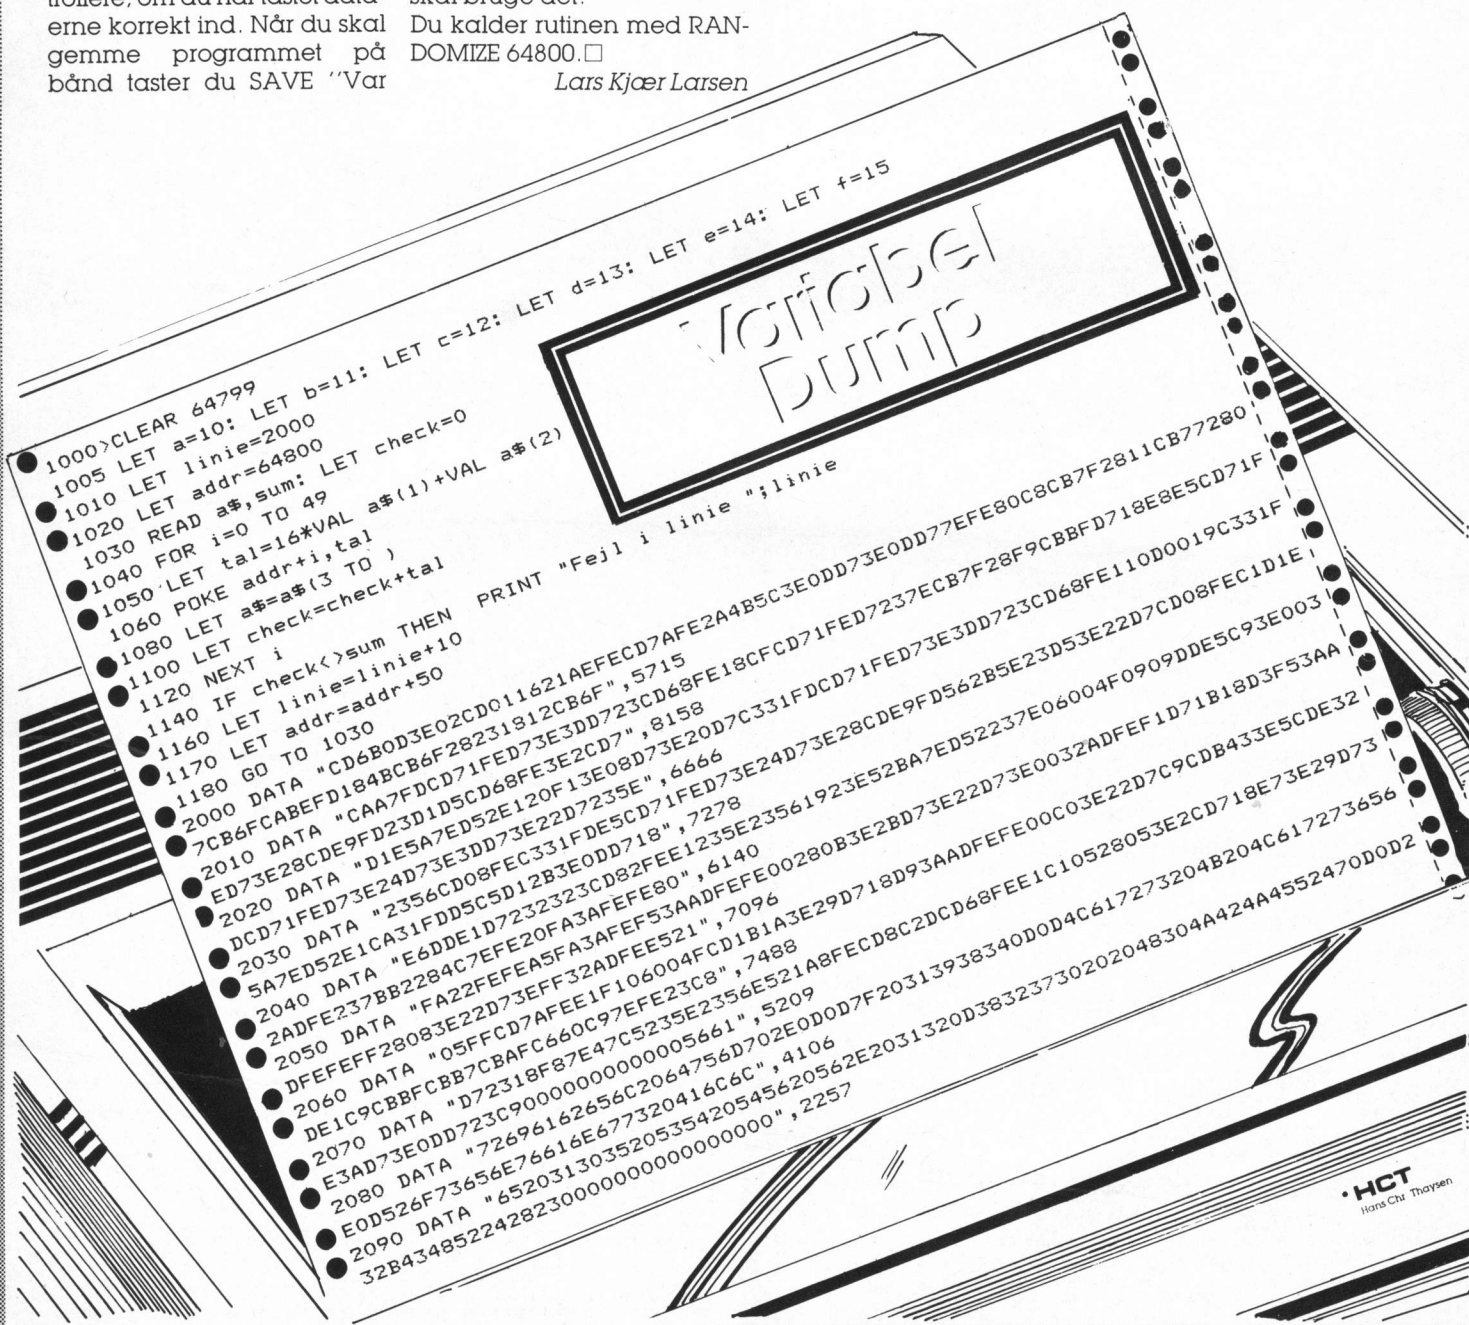 trollere, om du har tastet data-
erne korrekt ind. Når du skal
gemme programmet på
bånd taster du SAVE "Var
skal bruge det.
Du kalder rutinen med RAN-
DOMIZE 64800.□
Lars Kjær Larsen
Variabel
Dump
1000>CLEAR 64799
1005 LET a=10: LET b=11: LET c=12: LET d=13: LET e=14: LET f=15
1010 LET linie=2000
1020 LET addr=64800
1030 READ a$,sum: LET check=0
1040 FOR i=0 TO 49
1050 LET tal=16*VAL a$(1)+VAL a$(2)
1060 POKE addr+i,tal
1080 LET a$=a$(3 TO )
1100 LET check=check+tal
1120 NEXT i
1140 IF check<>sum THEN PRINT "Fejl i linie ";linie
1160 LET linie=linie+10
1170 LET addr=addr+50
1180 GO TO 1030
2000 DATA "CD6B0D3E02CD011621AEFECD7AFE2A4B5C3E0DD73E0DD77EFE80C8CB7F2811CB77280
7CB6FCABEFD184BCB6F28231812CB6F",5715
2010 DATA "CAA7FDCD71FED73E3DD723CD68FE18CFCD71FED7237ECB7F28F9CBBFD718E8E5CD71F
ED73E28CDE9FD23D1D5CD68FE3E2CD7",8158
2020 DATA "D1E5A7ED52E120F13E08D73E20D7C331FDCD71FED73E3DD723CD68FE110D0019C331F
DCD71FED73E24D73E3DD73E22D7235E",6666
2030 DATA "2356CD08FEC331FDE5CD71FED73E24D73E28CDE9FD562B5E23D53E22D7CD08FEC1D1E
5A7ED52E1CA31FDD5C5D12B3E0DD718",7278
2040 DATA "E6DDE1D7232323CD82FEE1235E23561923E52BA7ED52237E06004F0909DDE5C93E003
2ADFE237BB2284C7EFE20FA3AFEFE80",6140
2050 DATA "FA22FEFEA5FA3AFEF53AADFEFE00280B3E2BD73E22D73E0032ADFEF1D71B18D3F53AA
DFEFEFF28083E22D73EFF32ADFEE521",7096
2060 DATA "05FFCD7AFEE1F106004FCD1B1A3E29D718D93AADFEFE00C03E22D7C9CDB433E5CDE32
DE1C9CBBFCBB7CBAFC660C97EFE23C8",7488
2070 DATA "D72318F87E47C5235E2356E521A8FECD8C2DCD68FEE1C10528053E2CD718E73E29D73
E3AD73E0DD723C90000000000005661",5209
2080 DATA "72696162656C2064756D702E0D0D7F20313938340D0D4C617273204B204C617273656
E0D526F73656E76616E677320416C6C",4106
2090 DATA "65203130352053542054562 0562E2031320D383237302020483 04A424A4552470D0D2
32B4348522428230000000000000000",2257
• HCT
Hans Chr Thaysen